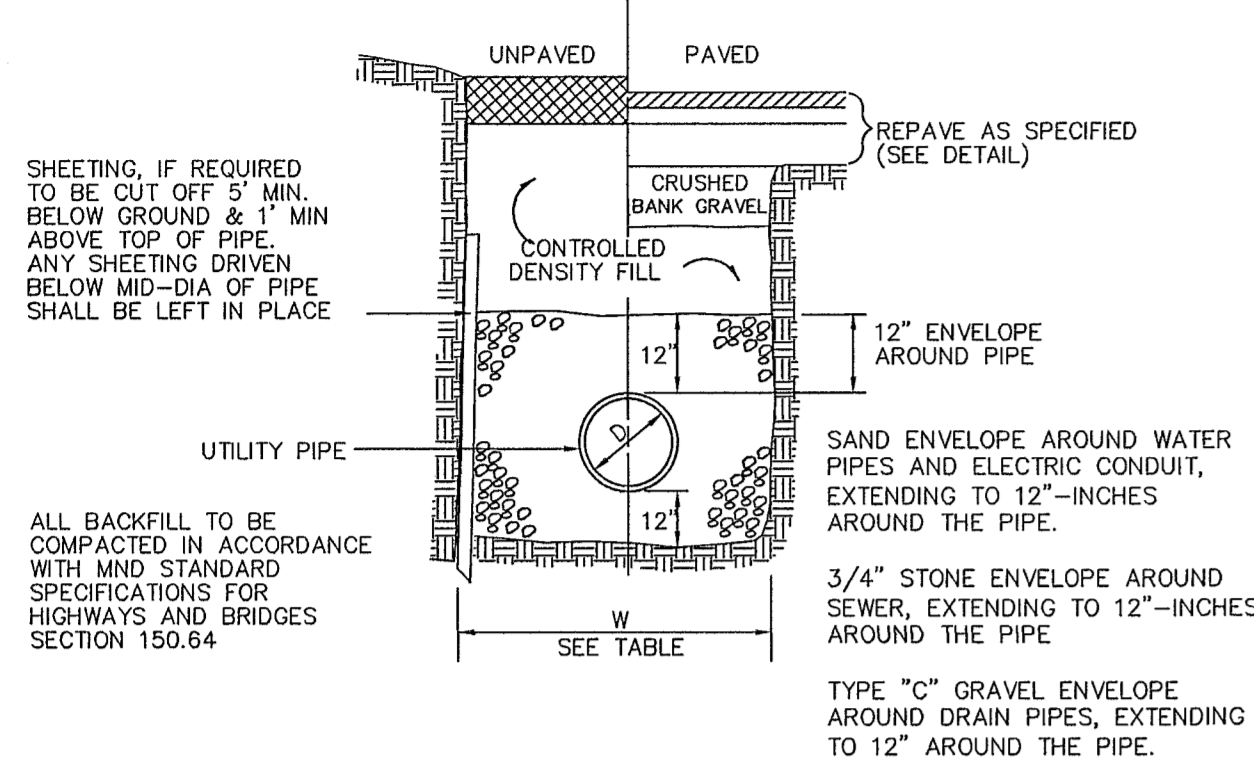 UNPAVED
PAVED
REPAVE AS SPECIFIED
(SEE DETAIL)
SHEETING, IF REQUIRED
TO BE CUT OFF 5' MIN.
BELOW GROUND & 1' MIN
ABOVE TOP OF PIPE.
ANY SHEETING DRIVEN
BELOW MID-DIA OF PIPE
SHALL BE LEFT IN PLACE
CRUSHED
BANK GRAVEL
CONTROLLED
DENSITY FILL
12"
12" ENVELOPE
AROUND PIPE
D
UTILITY PIPE
12"
SAND ENVELOPE AROUND WATER
PIPES AND ELECTRIC CONDUIT,
EXTENDING TO 12"-INCHES
AROUND THE PIPE.
ALL BACKFILL TO BE
COMPACTED IN ACCORDANCE
WITH MND STANDARD
SPECIFICATIONS FOR
HIGHWAYS AND BRIDGES
SECTION 150.64
3/4" STONE ENVELOPE AROUND
SEWER, EXTENDING TO 12"-INCHES
AROUND THE PIPE
W
SEE TABLE
TYPE "C" GRAVEL ENVELOPE
AROUND DRAIN PIPES, EXTENDING
TO 12" AROUND THE PIPE.